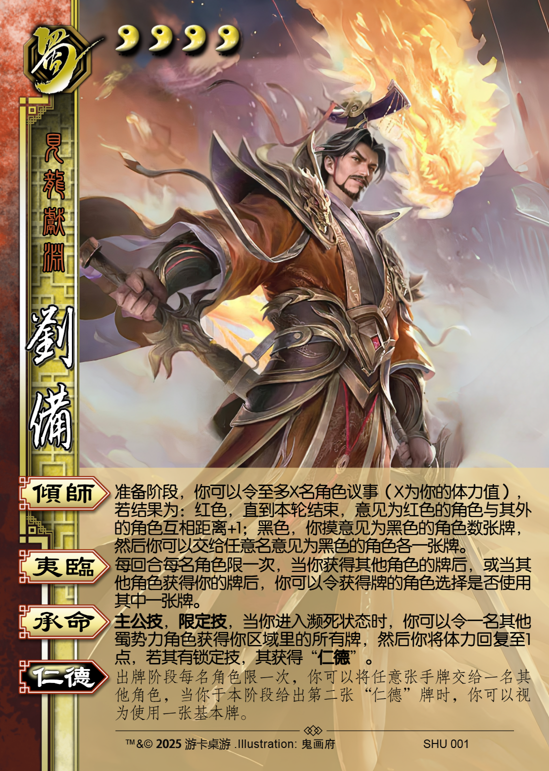 蜀
見龍獻淵
劉備
傾師
准备阶段，你可以令至多X名角色议事（X为你的体力值），
若结果为：红色，直到本轮结束，意见为红色的角色与其外
的角色互相距离+1；黑色，你摸意见为黑色的角色数张牌，
然后你可以交给任意名意见为黑色的角色各一张牌。
夷臨
每回合每名角色限一次，当你获得其他角色的牌后，或当其
他角色获得你的牌后，你可以令获得牌的角色选择是否使用
其中一张牌。
承命
主公技，限定技，当你进入濒死状态时，你可以令一名其他
蜀势力角色获得你区域里的所有牌，然后你将体力回复至1
点，若其有锁定技，其获得“仁德”。
仁德
出牌阶段每名角色限一次，你可以将任意张手牌交给一名其
他角色，当你于本阶段给出第二张“仁德”牌时，你可以视
为使用一张基本牌。
™&© 2025 游卡桌游 .Illustration: 鬼画府
SHU 001